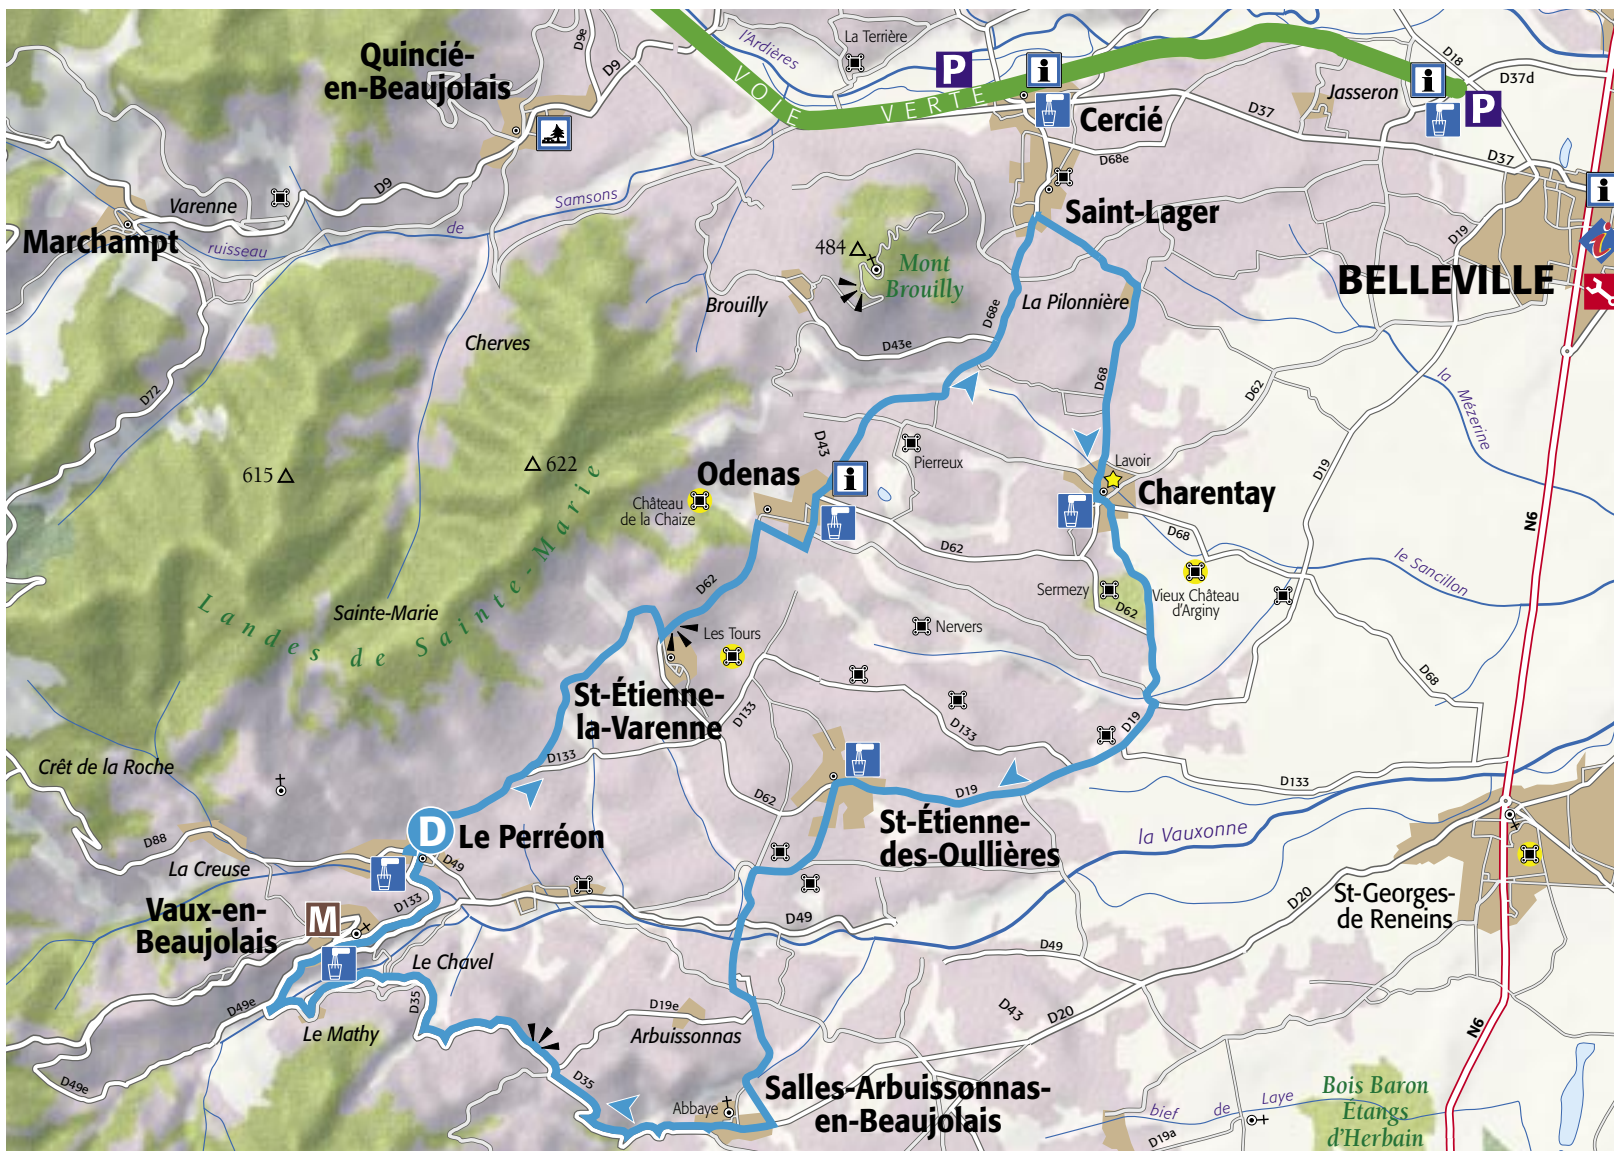 Quincié-
en-Beaujolais
D9e
D9
l'Ardières
La Terrière
P
i
VOIE VERTE
Cercié
D37
Jasseron
i
P
D18
D37d
D37
D68e
Varenne
D9
Samsons
de
ruisseau
Marchampt
Saint-Lager
i
D19
i
BELLEVILLE
484
Mont
Brouilly
Brouilly
La Pilonnière
D68e
D43e
Cherves
D72
D68
D62
la Mézerine
615
622
Landes de Sainte-Marie
Sainte-Marie
Odenas
D43
i
Pierreux
Lavoir
Charentay
D19
N6
Château
de la Chaize
D62
D68
le Sancillon
D62
Sermezy
D62
Vieux Château
d'Arginy
Les Tours
Nervers
St-Étienne-
la-Varenne
D133
D133
D19
D68
D133
Crêt de la Roche
D133
D62
D19
St-Étienne-
des-Oullières
la Vauxonne
D
Le Perréon
D88
La Creuse
D49
D133
Vaux-en-
Beaujolais
M
D49
D20
St-Georges-
de Reneins
Le Chavel
D49
D49e
D35
Le Mathy
D19e
Arbuissonnas
D43
D20
N6
D49e
D35
Abbaye
Salles-Arbuissonnas-
en-Beaujolais
bief de Laye
D19a
Bois Baron
Étangs
d'Herbain